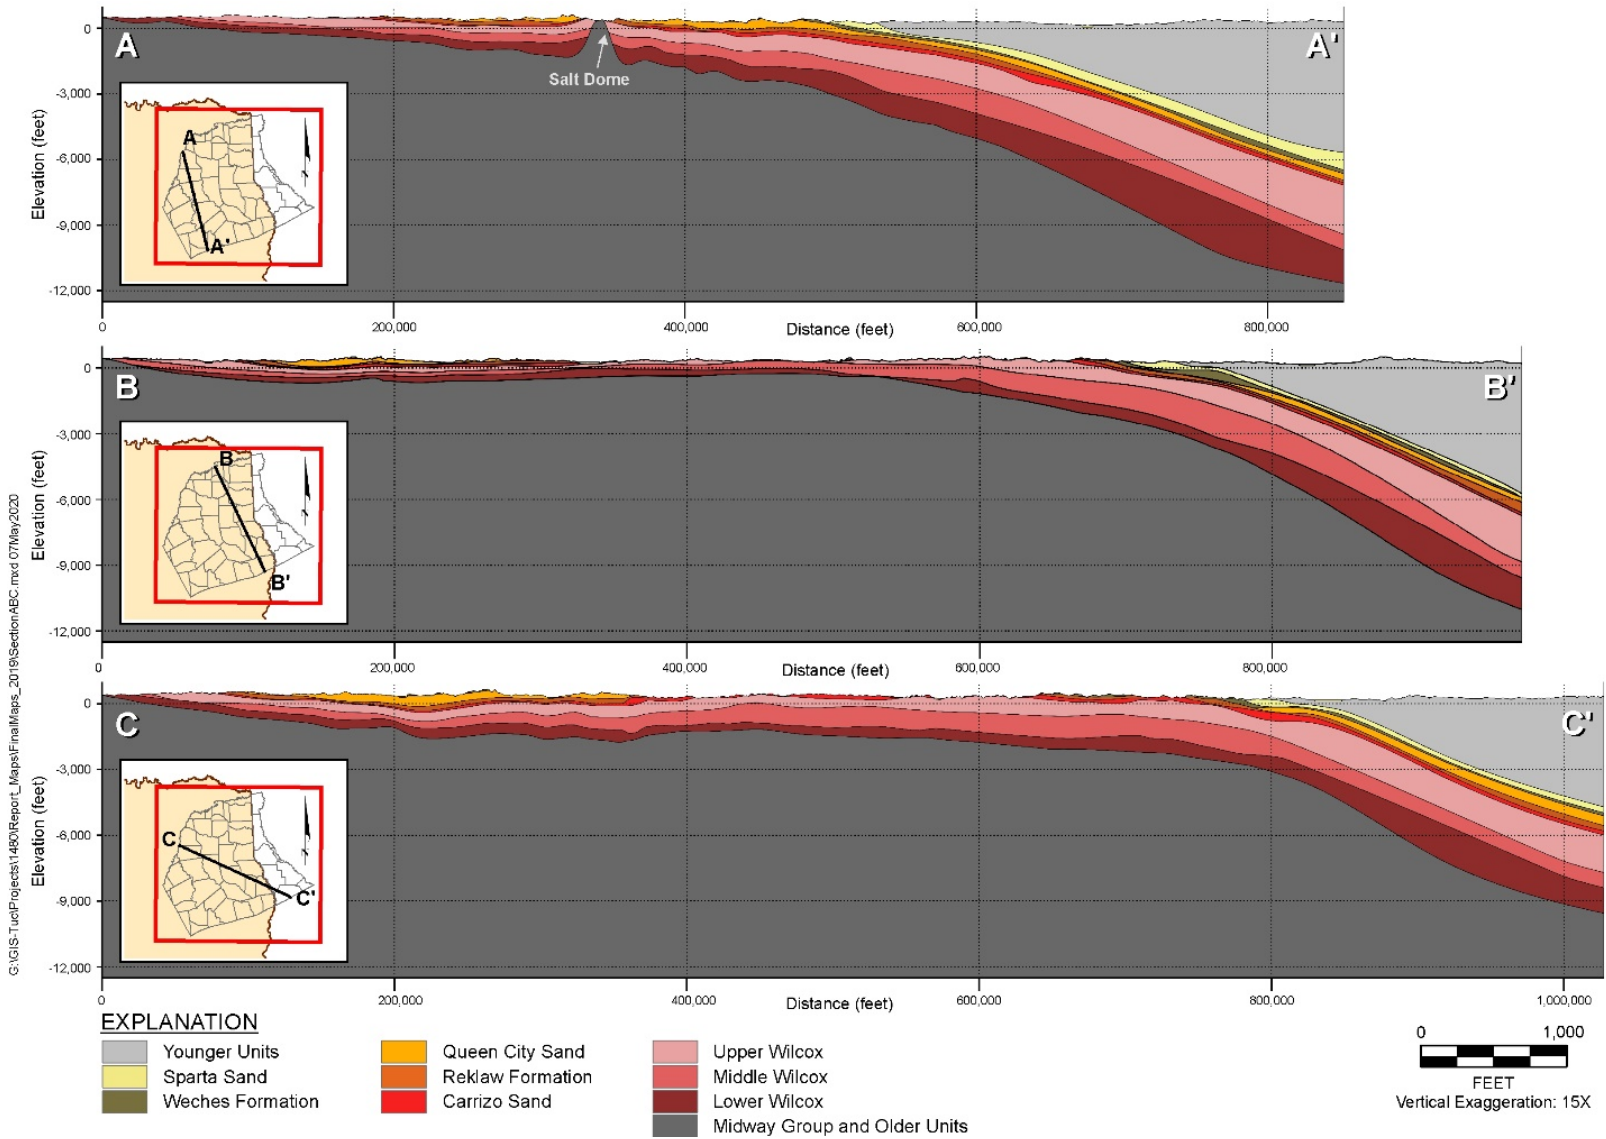 A
A'
Salt Dome
0
-3,000
-6,000
-9,000
-12,000
Elevation (feet)
A
A'
0
200,000
400,000
600,000
800,000
Distance (feet)
B
B'
0
-3,000
-6,000
-9,000
-12,000
Elevation (feet)
B
B'
0
200,000
400,000
600,000
800,000
Distance (feet)
C
C'
0
-3,000
-6,000
-9,000
-12,000
Elevation (feet)
C
C'
0
200,000
400,000
600,000
800,000
1,000,000
Distance (feet)
G:\GIS-Tuc\Projects\1480\Report_Maps\FinalMaps_2019\SectionABC.mxd 07May2020
EXPLANATION
Younger Units
Sparta Sand
Weches Formation
Queen City Sand
Reklaw Formation
Carrizo Sand
Upper Wilcox
Middle Wilcox
Lower Wilcox
Midway Group and Older Units
0 1,000
FEET
Vertical Exaggeration: 15X